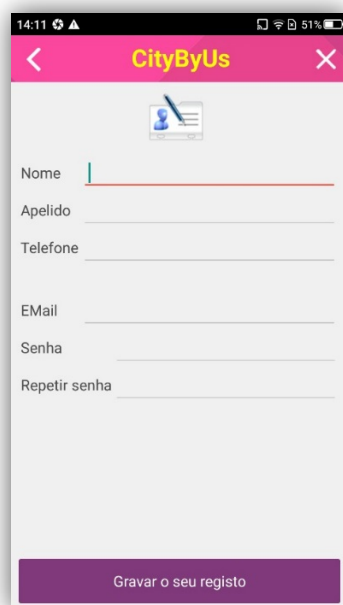 14:11 51%
CityByUs
Nome
Apelido
Telefone
EMail
Senha
Repetir senha
Gravar o seu registo